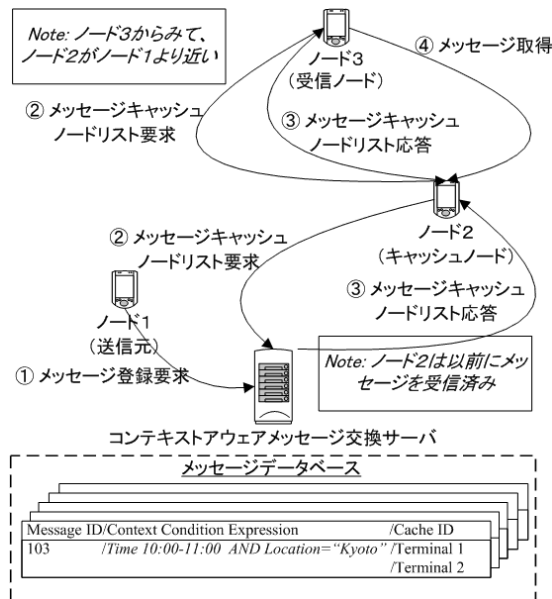 Note: ノード3からみて、
ノード2がノード1より近い
ノード3
(受信ノード)
④ メッセージ取得
② メッセージキャッシュ
ノードリスト要求
③ メッセージキャッシュ
ノードリスト応答
② メッセージキャッシュ
ノードリスト要求
ノード2
(キャッシュノード)
③ メッセージキャッシュ
ノードリスト応答
ノード1
(送信元)
① メッセージ登録要求
Note: ノード2は以前にメッ
セージを受信済み
コンテキストアウェアメッセージ交換サーバ
メッセージデータベース
Message ID/Context Condition Expression /Cache ID
103 /Time 10:00-11:00 AND Location="Kyoto" /Terminal 1
/Terminal 2